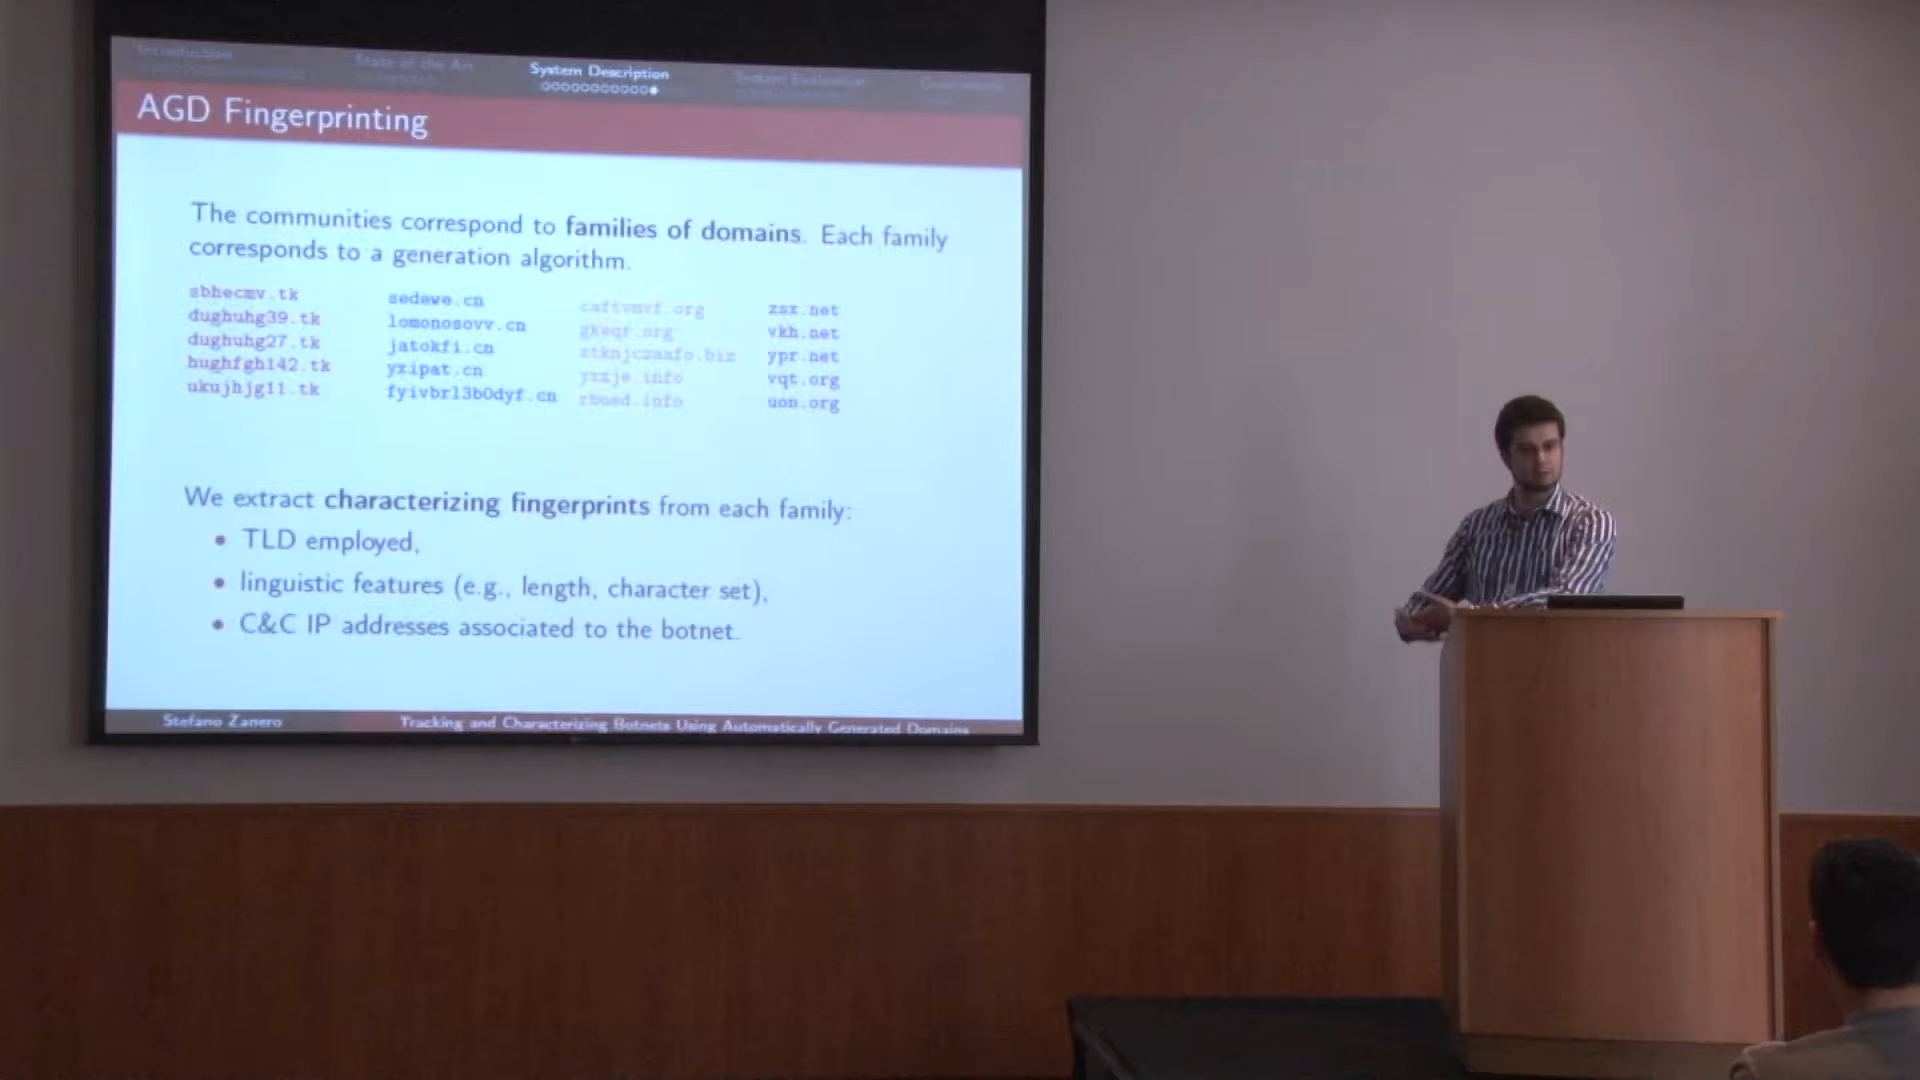 Introduction
State of the Art
System Description
System Evaluation
Conclusions
AGD Fingerprinting
The communities correspond to families of domains. Each family
corresponds to a generation algorithm.
sbhecmv.tk sedewe.cn caftvmvf.org zsx.net
dughuhg39.tk lomonosovv.cn gkeqr.org vkh.net
dughuhg27.tk jatokfi.cn xtknjczaafo.biz ypr.net
hughfgh142.tk yxipat.cn yxzje.info vqt.org
ukujhjg11.tk fyivbrl3b0dyf.cn rboed.info uon.org
We extract characterizing fingerprints from each family:
• TLD employed,
• linguistic features (e.g., length, character set),
• C&C IP addresses associated to the botnet.
Stefano Zanero Tracking and Characterizing Botnets Using Automatically Generated Domains